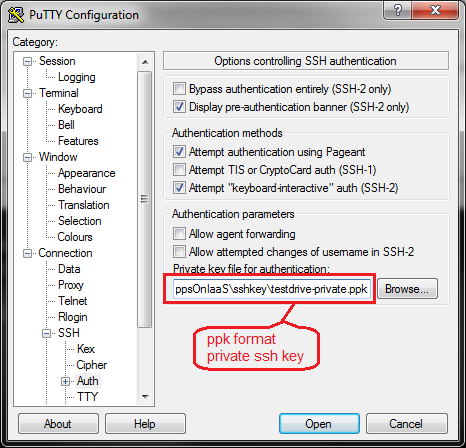 PuTTY Configuration
Category:
Session
Logging
Terminal
Keyboard
Bell
Features
Window
Appearance
Behaviour
Translation
Selection
Colours
Connection
Data
Proxy
Telnet
Rlogin
SSH
Kex
Cipher
Auth
TTY
Options controlling SSH authentication
Bypass authentication entirely (SSH-2 only)
Display pre-authentication banner (SSH-2 only)
Authentication methods
Attempt authentication using Pageant
Attempt TIS or CryptoCard auth (SSH-1)
Attempt "keyboard-interactive" auth (SSH-2)
Authentication parameters
Allow agent forwarding
Allow attempted changes of username in SSH-2
Private key file for authentication:
ppsOnIaaS\sshkey\testdrive-private.ppk
Browse...
ppk format
private ssh key
About
Help
Open
Cancel